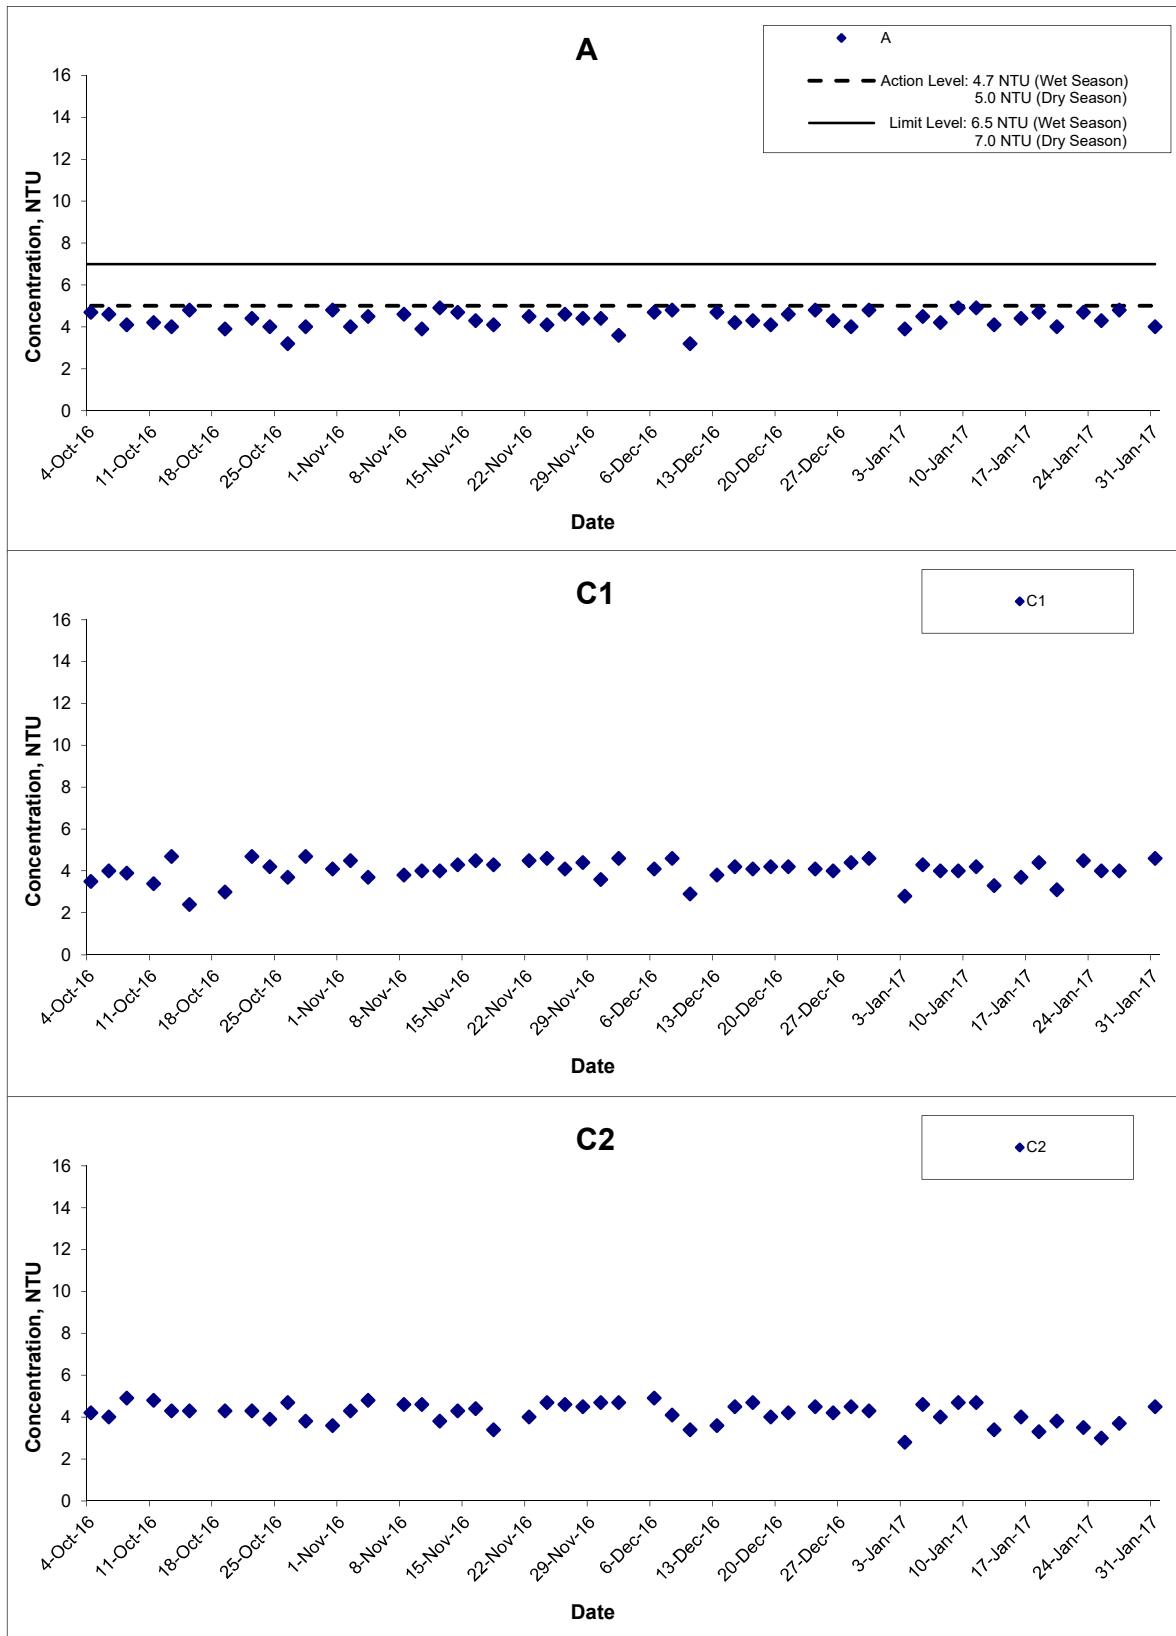 A
A
Action Level: 4.7 NTU (Wet Season)
5.0 NTU (Dry Season)
Limit Level: 6.5 NTU (Wet Season)
7.0 NTU (Dry Season)
Concentration, NTU
16
14
12
10
8
6
4
2
0
4-Oct-16
11-Oct-16
18-Oct-16
25-Oct-16
1-Nov-16
8-Nov-16
15-Nov-16
22-Nov-16
29-Nov-16
6-Dec-16
13-Dec-16
20-Dec-16
27-Dec-16
3-Jan-17
10-Jan-17
17-Jan-17
24-Jan-17
31-Jan-17
Date
C1
C1
Concentration, NTU
16
14
12
10
8
6
4
2
0
4-Oct-16
11-Oct-16
18-Oct-16
25-Oct-16
1-Nov-16
8-Nov-16
15-Nov-16
22-Nov-16
29-Nov-16
6-Dec-16
13-Dec-16
20-Dec-16
27-Dec-16
3-Jan-17
10-Jan-17
17-Jan-17
24-Jan-17
31-Jan-17
Date
C2
C2
Concentration, NTU
16
14
12
10
8
6
4
2
0
4-Oct-16
11-Oct-16
18-Oct-16
25-Oct-16
1-Nov-16
8-Nov-16
15-Nov-16
22-Nov-16
29-Nov-16
6-Dec-16
13-Dec-16
20-Dec-16
27-Dec-16
3-Jan-17
10-Jan-17
17-Jan-17
24-Jan-17
31-Jan-17
Date